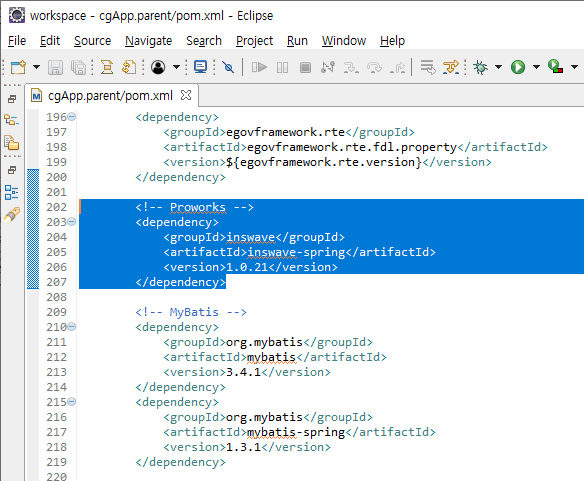 workspace - cgApp.parent/pom.xml - Eclipse
File Edit Source Navigate Search Project Run Window Help
cgApp.parent/pom.xml
196 <dependency>
197 <groupId>egovframework.rte</groupId>
198 <artifactId>egovframework.rte.fdl.property</artifactId>
199 <version>${egovframework.rte.version}</version>
200 </dependency>
201
202 <!-- Proworks -->
203 <dependency>
204 <groupId>inswave</groupId>
205 <artifactId>inswave-spring</artifactId>
206 <version>1.0.21</version>
207 </dependency>
208
209 <!-- MyBatis -->
210 <dependency>
211 <groupId>org.mybatis</groupId>
212 <artifactId>mybatis</artifactId>
213 <version>3.4.1</version>
214 </dependency>
215 <dependency>
216 <groupId>org.mybatis</groupId>
217 <artifactId>mybatis-spring</artifactId>
218 <version>1.3.1</version>
219 </dependency>
220